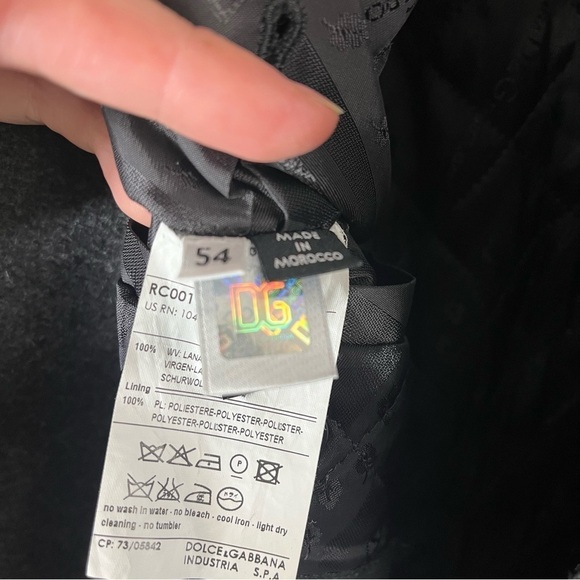 54
MADE
IN
MOROCCO
DG
RC001
US RN: 104
100% WV: LANA
VIRGEN-LA
SCHURWOL
Lining
100% PL: POLIESTERE-POLYESTER-POLIESTER-
POLYESTER-POLIESTER-POLYESTER
P
no wash in water - no bleach - cool iron - light dry
cleaning - no tumbler
CP: 73/05842 DOLCE&GABBANA
INDUSTRIA S.P.A